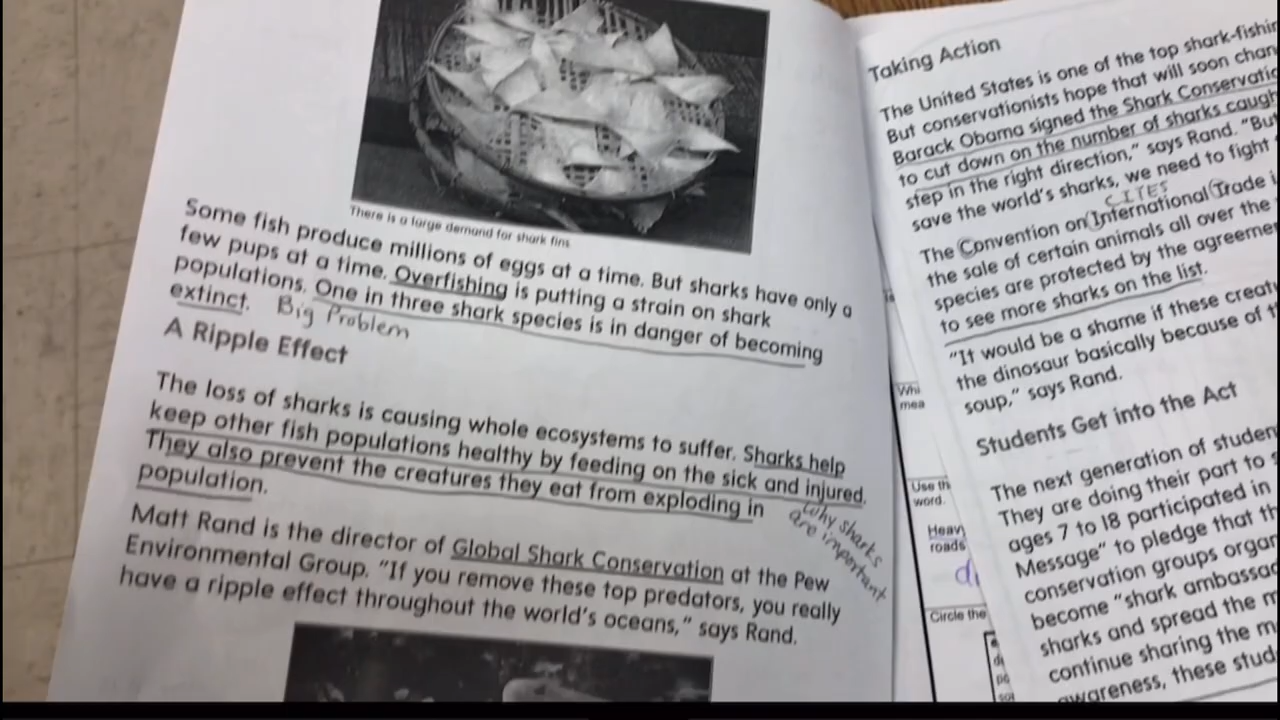 There is a large demand for shark fins.
Some fish produce millions of eggs at a time. But sharks have only a
few pups at a time. Overfishing is putting a strain on shark
populations. One in three shark species is in danger of becoming
extinct. Big Problem
A Ripple Effect
The loss of sharks is causing whole ecosystems to suffer. Sharks help
keep other fish populations healthy by feeding on the sick and injured.
They also prevent the creatures they eat from exploding in
population.
Why sharks
are important
Matt Rand is the director of Global Shark Conservation at the Pew
Environmental Group. "If you remove these top predators, you really
have a ripple effect throughout the world's oceans," says Rand.
Whi
mea
Use th
word.
Heavy
roads
Circle the
Taking Action
The United States is one of the top shark-fishin
But conservationists hope that will soon chan
Barack Obama signed the Shark Conservatio
to cut down on the number of sharks caugh
step in the right direction," says Rand. "But
save the world's sharks, we need to fight
CITES
The Convention on International Trade i
the sale of certain animals all over the
species are protected by the agreeme
to see more sharks on the list.
"It would be a shame if these creat
the dinosaur basically because of
soup," says Rand.
Students Get into the Act
The next generation of studen
They are doing their part to
ages 7 to 18 participated in
Message" to pledge that th
conservation groups organ
become "shark ambassad
sharks and spread the m
continue sharing the m
awareness, these stud